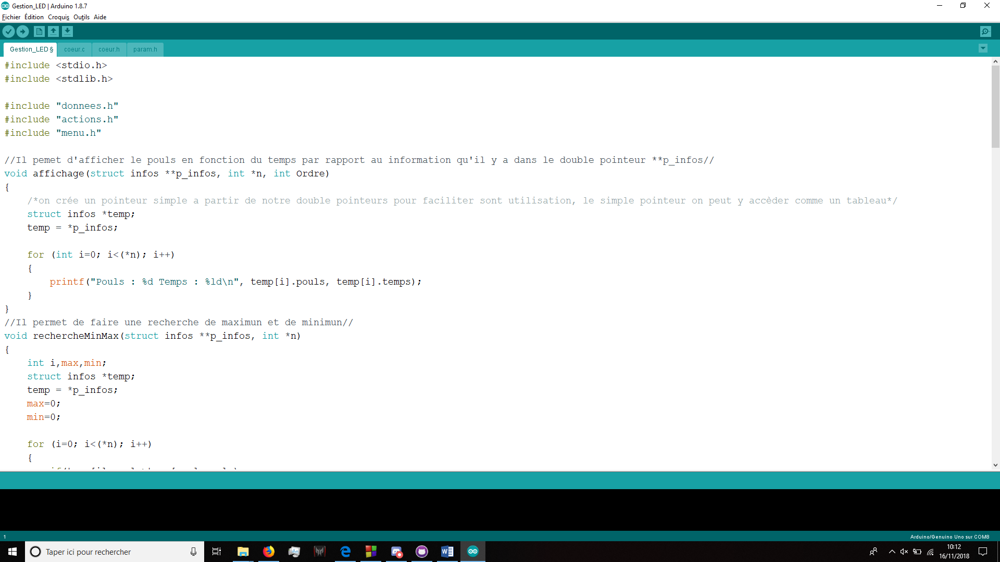 Gestion_LED | Arduino 1.8.7
Fichier Édition Croquis Outils Aide
Gestion_LED § coeur.c coeur.h param.h
#include <stdio.h>
#include <stdlib.h>
#include "donnees.h"
#include "actions.h"
#include "menu.h"
//Il pemet d'afficher le pouls en fonction du temps par rapport au information qu'il y a dans le double pointeur **p_infos//
void affichage(struct infos **p_infos, int *n, int Ordre)
{
/*on crée un pointeur simple a partir de notre double pointeurs pour faciliter sont utilisation, le simple pointeur on peut y accèder comme un tableau*/
struct infos *temp;
temp = *p_infos;
for (int i=0; i<(*n); i++)
{
printf("Pouls : %d Temps : %ld\n", temp[i].pouls, temp[i].temps);
}
}
//Il permet de faire une recherche de maximun et de minimun//
void rechercheMinMax(struct infos **p_infos, int *n)
{
int i,max,min;
struct infos *temp;
temp = *p_infos;
max=0;
min=0;
for (i=0; i<(*n); i++)
{
1
Arduino/Genuino Uno sur COM8
Taper ici pour rechercher
10:12
16/11/2018